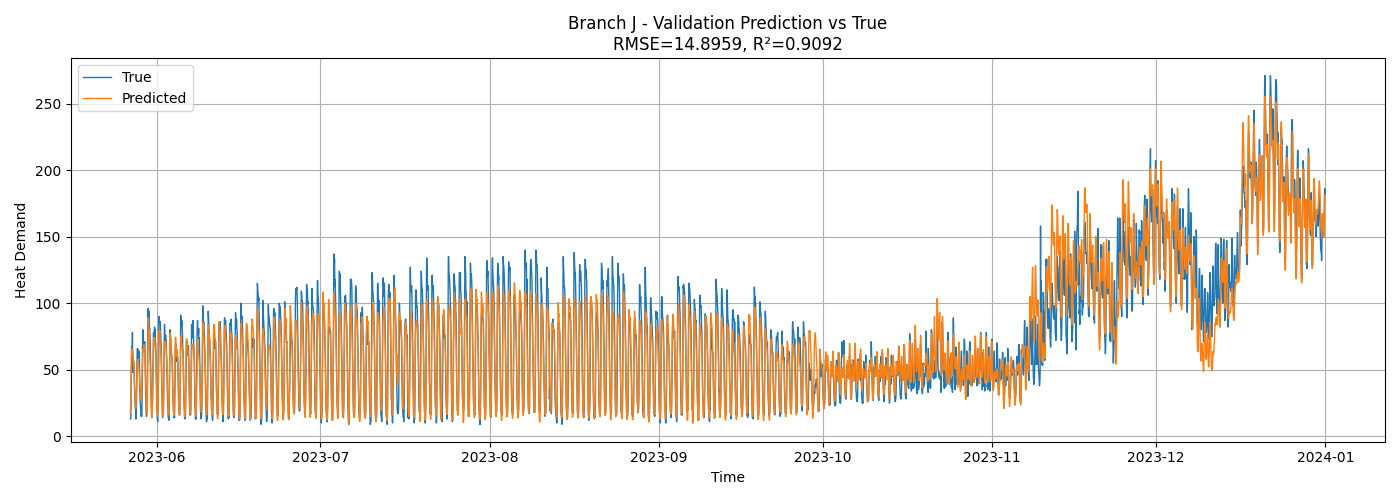 Branch J - Validation Prediction vs True
RMSE=14.8959, R²=0.9092
True
Predicted
Heat Demand
250
200
150
100
50
0
2023-06
2023-07
2023-08
2023-09
2023-10
2023-11
2023-12
2024-01
Time